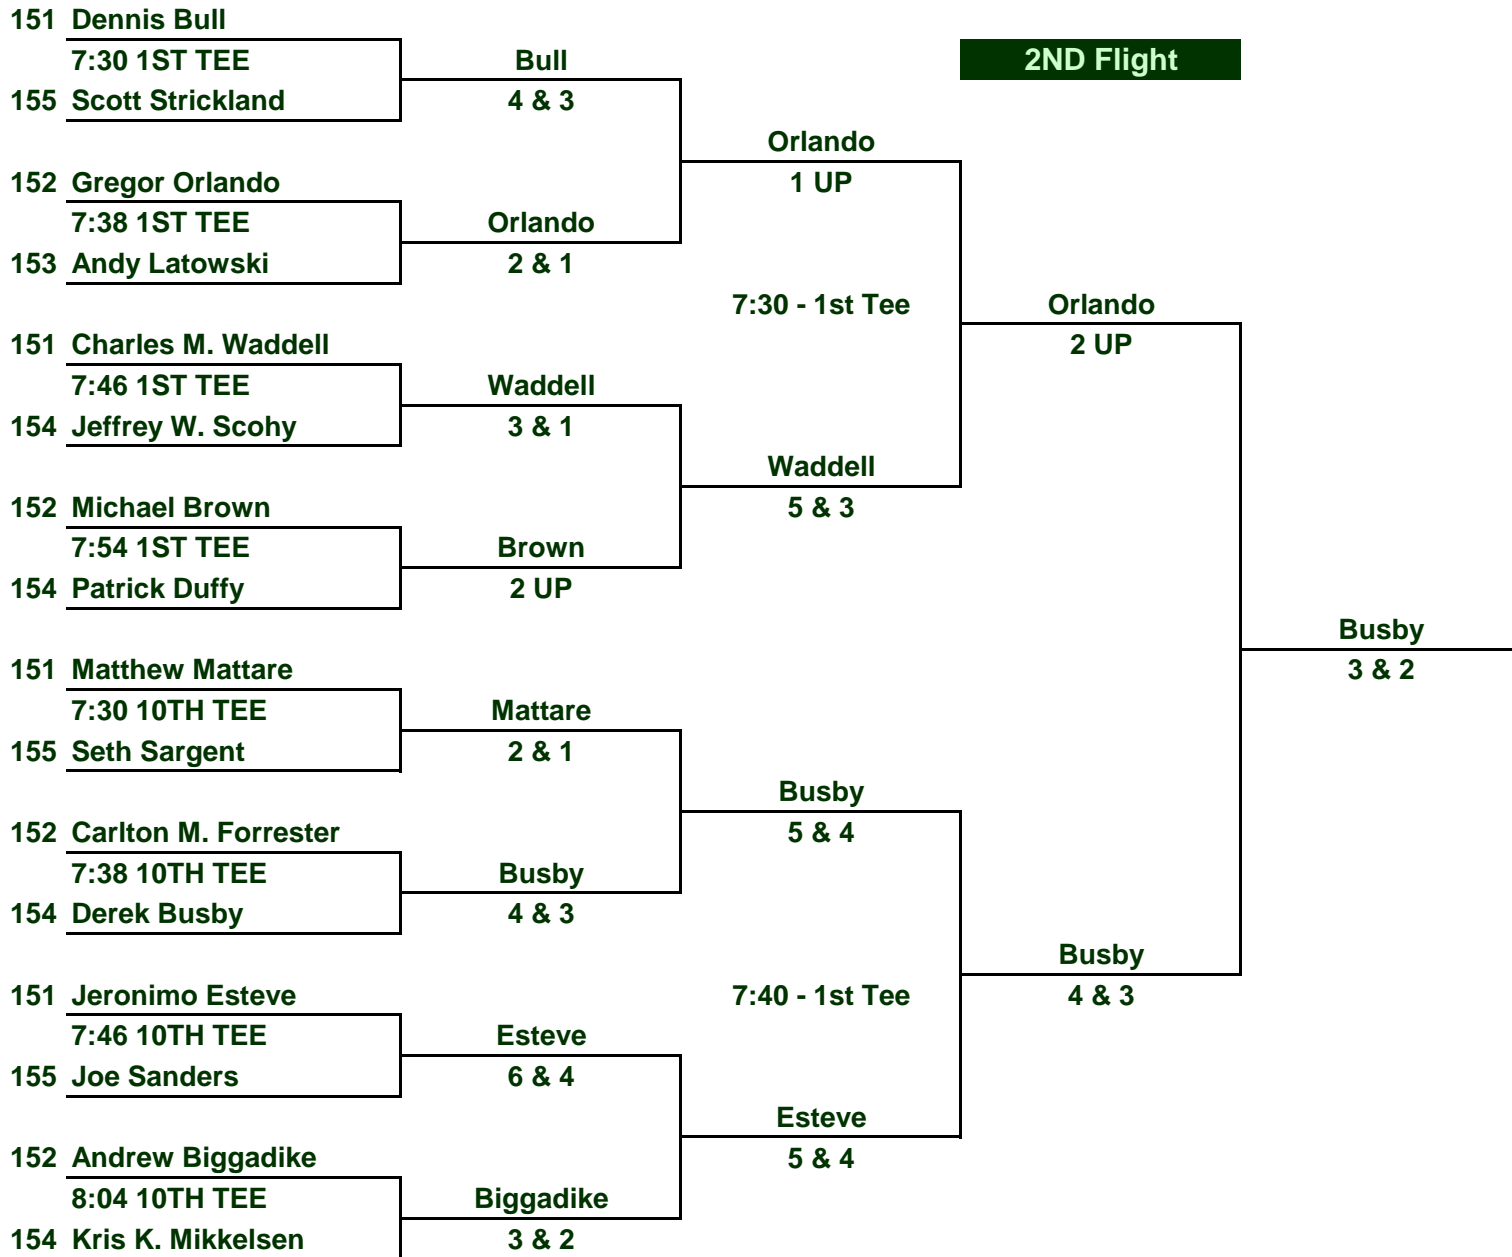 151 Dennis Bull
7:30 1ST TEE
155 Scott Strickland
152 Gregor Orlando
7:38 1ST TEE
153 Andy Latowski
151 Charles M. Waddell
7:46 1ST TEE
154 Jeffrey W. Scohy
152 Michael Brown
7:54 1ST TEE
154 Patrick Duffy
151 Matthew Mattare
7:30 10TH TEE
155 Seth Sargent
152 Carlton M. Forrester
7:38 10TH TEE
154 Derek Busby
151 Jeronimo Esteve
7:46 10TH TEE
155 Joe Sanders
152 Andrew Biggadike
8:04 10TH TEE
154 Kris K. Mikkelsen
Bull
4 & 3
Orlando
2 & 1
Waddell
3 & 1
Brown
2 UP
Mattare
2 & 1
Busby
4 & 3
Esteve
6 & 4
Biggadike
3 & 2
Orlando
1 UP
7:30 - 1st Tee
Waddell
5 & 3
Busby
5 & 4
7:40 - 1st Tee
Esteve
5 & 4
2ND Flight
Orlando
2 UP
Busby
4 & 3
Busby
3 & 2